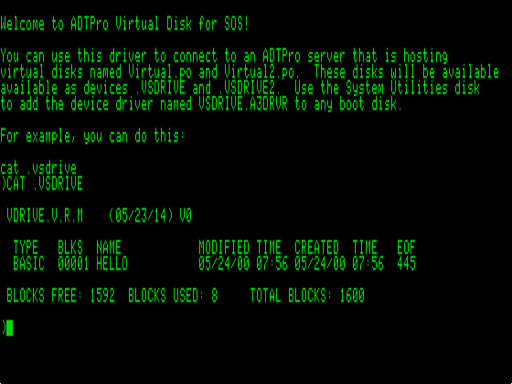 Welcome to ADTPro Virtual Disk for SOS!
You can use this driver to connect to an ADTPro server that is hosting
virtual disks named Virtual.po and Virtual2.po.  These disks will be available
available as devices .VSDRIVE and .VSDRIVE2.  Use the System Utilities disk
to add the device driver named VSDRIVE.A3DRVR to any boot disk.
For example, you can do this:
cat .vsdrive
)CAT .VSDRIVE
VDRIVE.V.R.M    (05/23/14) V0
TYPE   BLKS  NAME            MODIFIED TIME  CREATED  TIME   EOF
BASIC  00001 HELLO           05/24/00 07:56 05/24/00 07:56  445
BLOCKS FREE: 1592  BLOCKS USED: 8     TOTAL BLOCKS: 1600
)